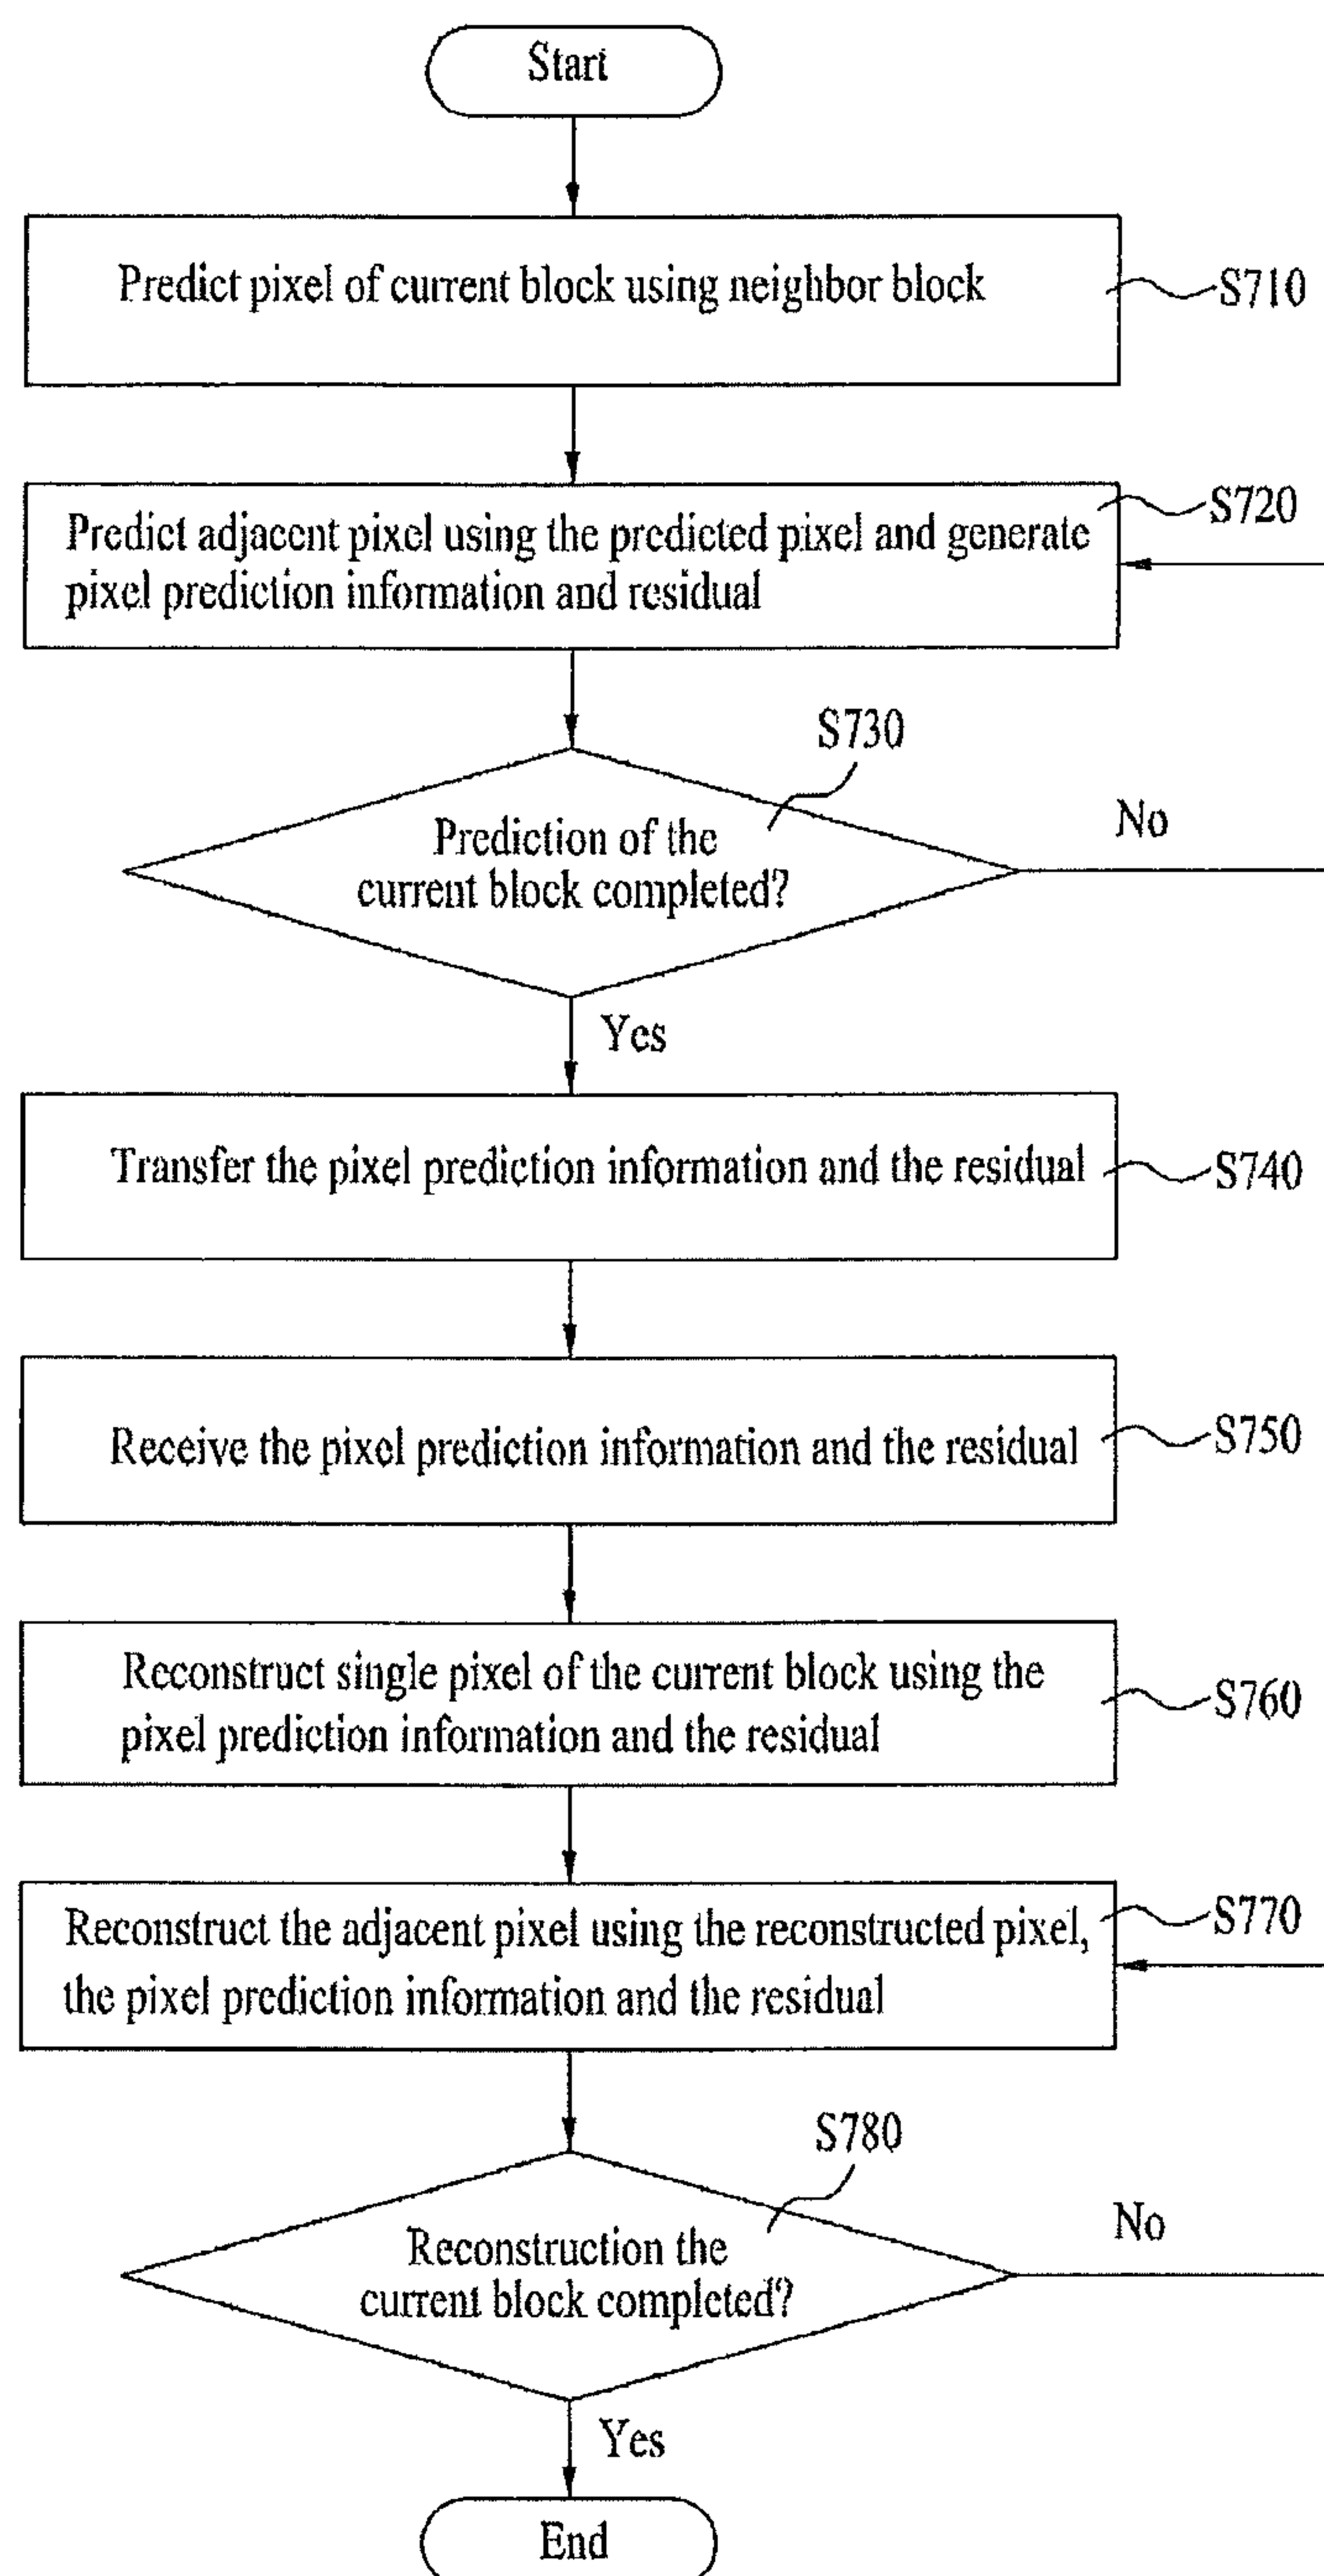 Start
Predict pixel of current block using neighbor block
S710
Predict adjacent pixel using the predicted pixel and generate
pixel prediction information and residual
S720
S730
Prediction of the
current block completed?
No
Yes
Transfer the pixel prediction information and the residual
S740
Receive the pixel prediction information and the residual
S750
Reconstruct single pixel of the current block using the
pixel prediction information and the residual
S760
Reconstruct the adjacent pixel using the reconstructed pixel,
the pixel prediction information and the residual
S770
S780
Reconstruction the
current block completed?
No
Yes
End